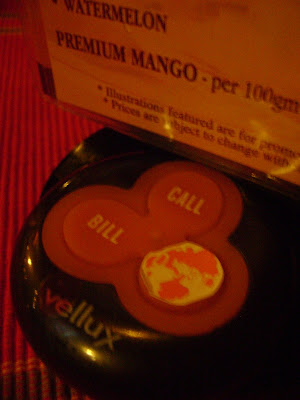 • WATERMELON
PREMIUM MANGO - per 100gm
* Illustrations featured are for promo
* Prices are subject to change with
CALL
BILL
vellux